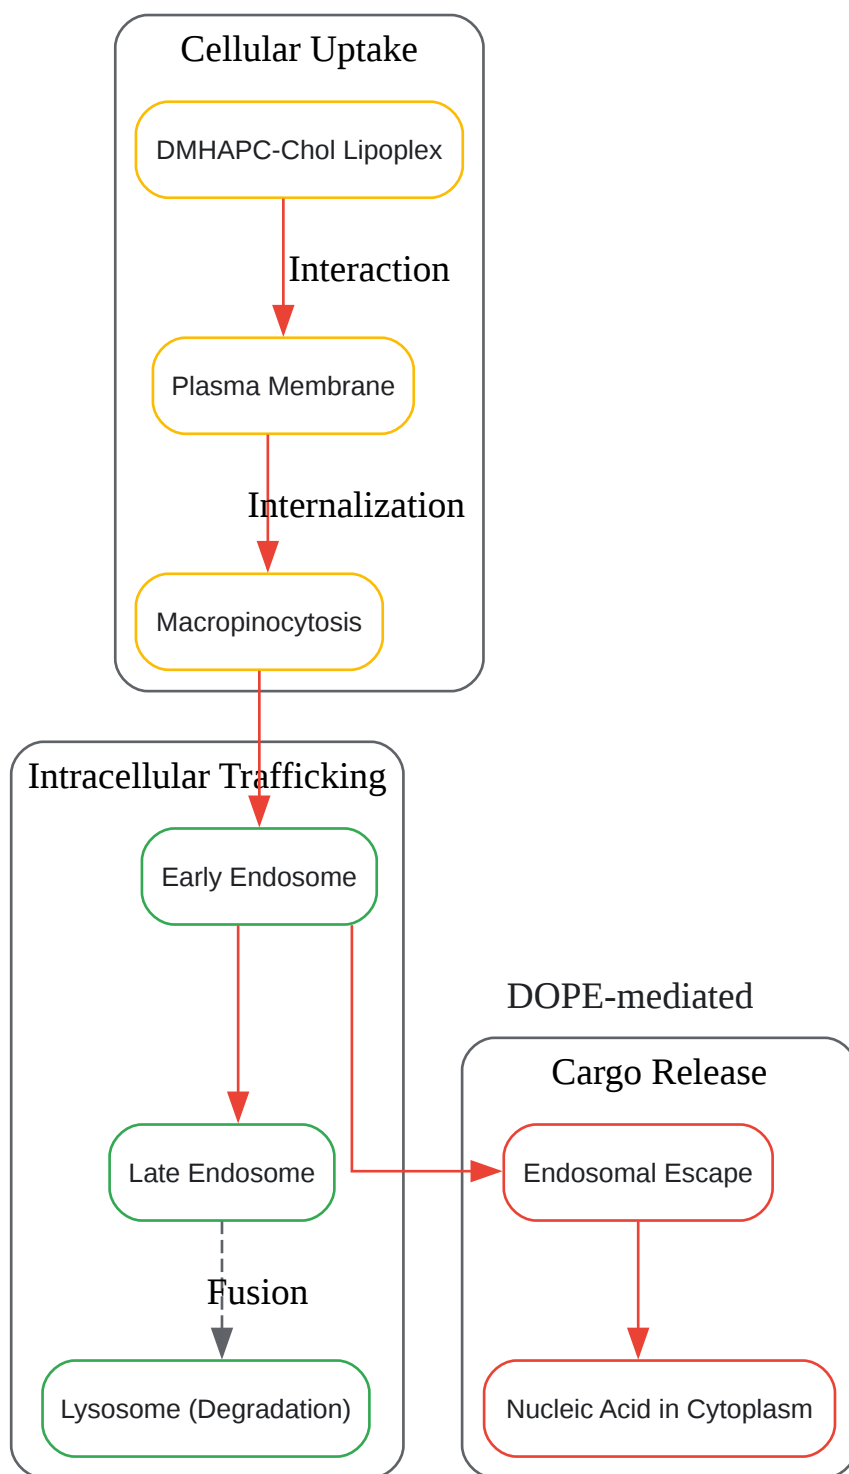 Cellular Uptake
DMHAPC-Chol Lipoplex
Interaction
Plasma Membrane
Internalization
Macropinocytosis
Intracellular Trafficking
Early Endosome
DOPE-mediated
Cargo Release
Late Endosome
Endosomal Escape
Fusion
Lysosome (Degradation)
Nucleic Acid in Cytoplasm